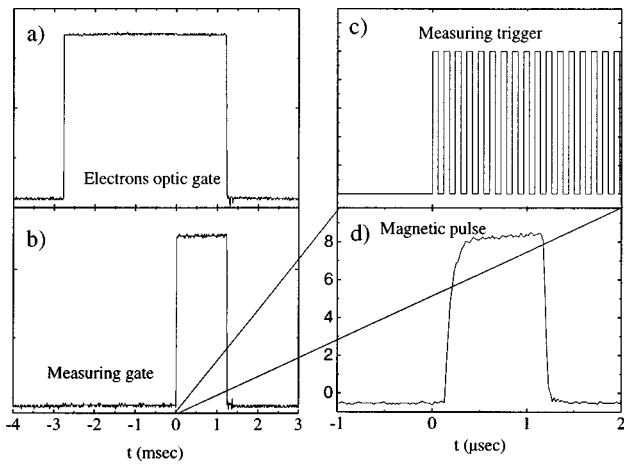 a)
Electrons optic gate
b)
Measuring gate
-4 -3 -2 -1 0 1 2 3
t (msec)
c)
Measuring trigger
d)
Magnetic pulse
8
6
4
2
0
-1 0 1 2
t (μsec)